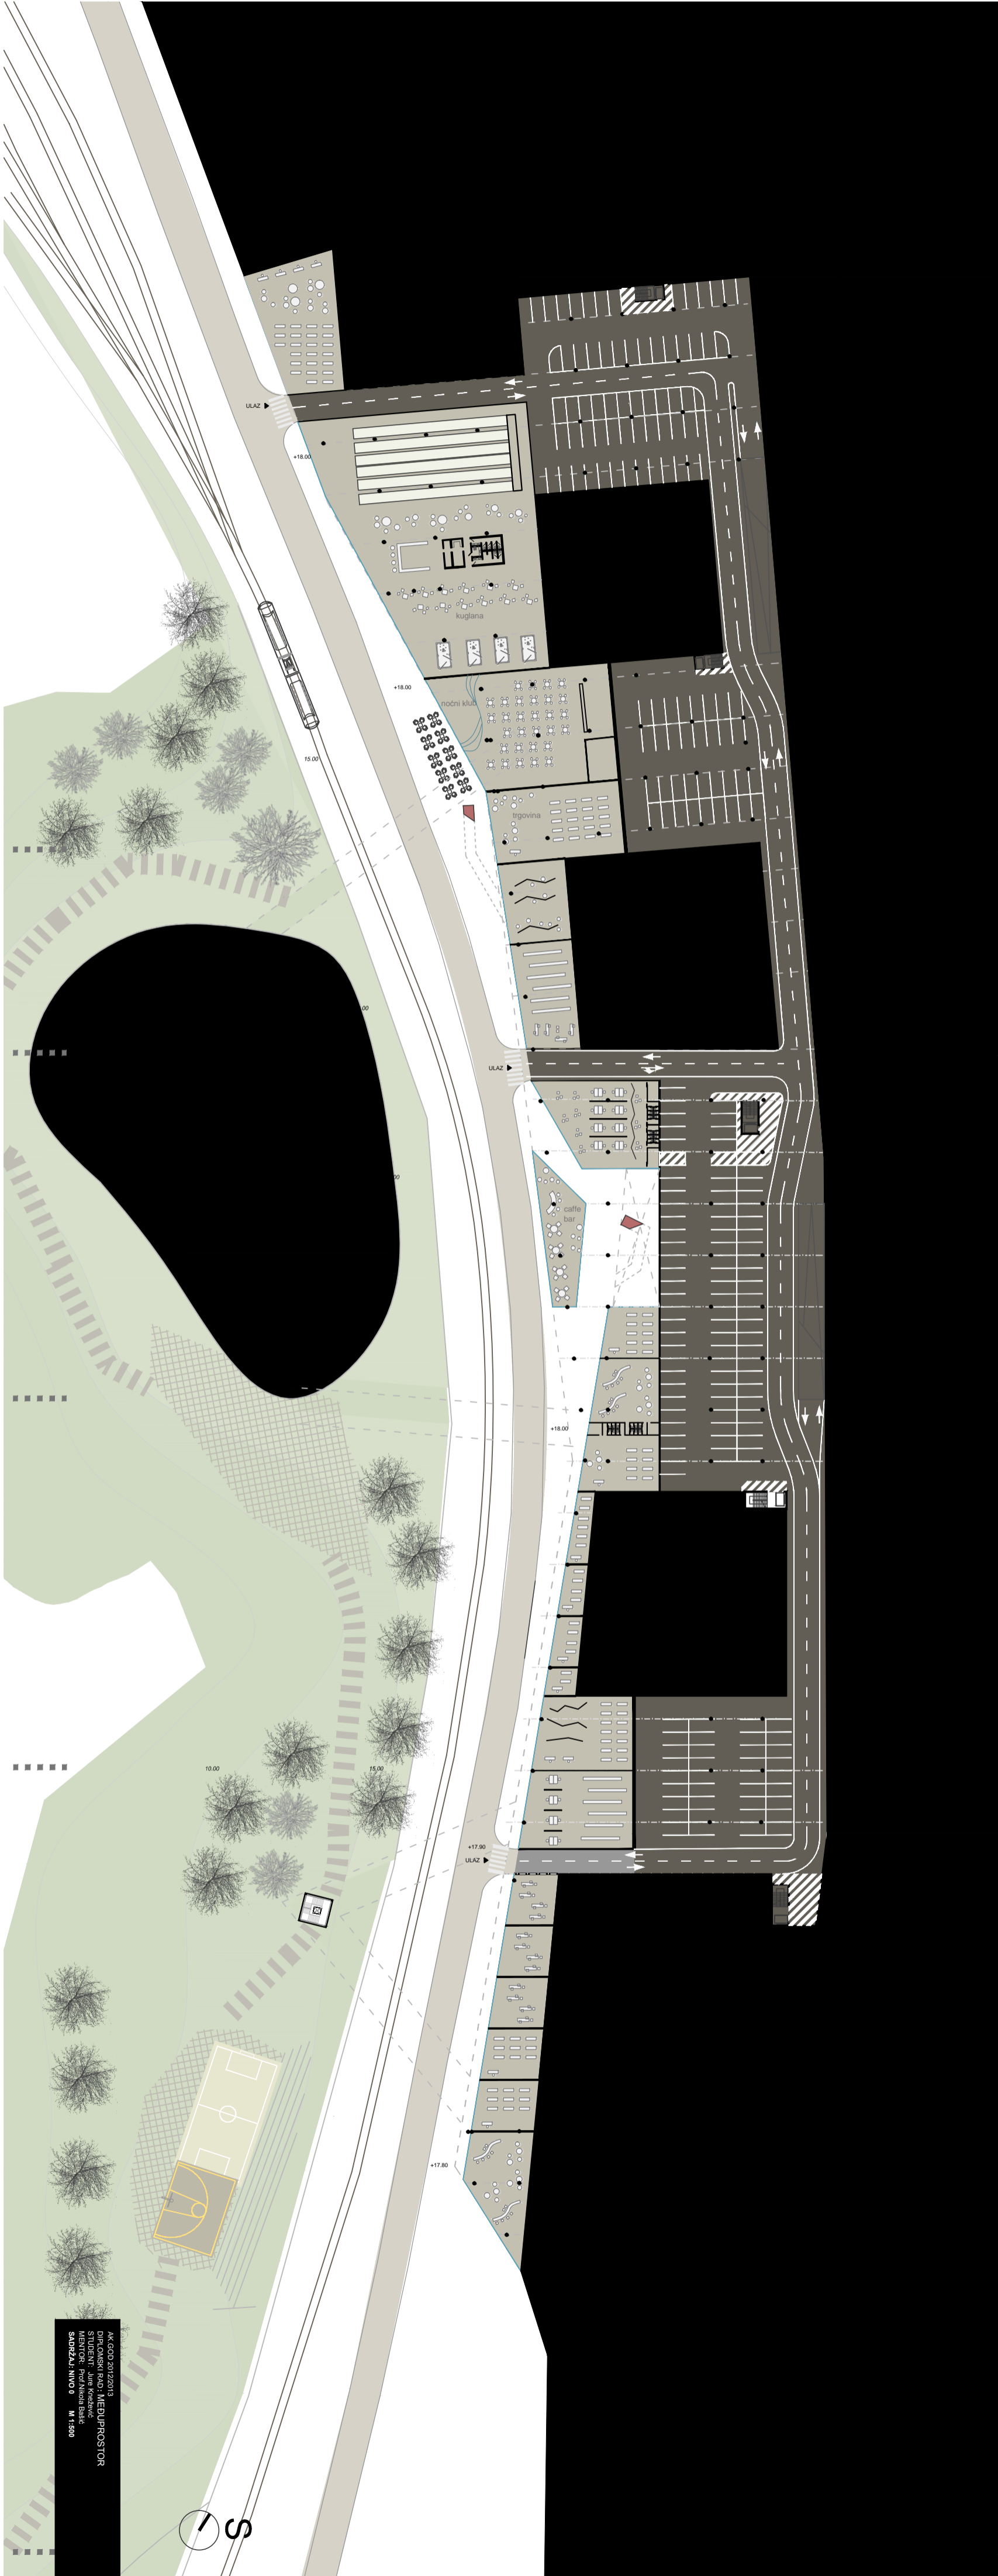 ULAZ
+18.00
kuglana
+18.00
noćni klub
15.00
trgovina
ULAZ
caffe
bar
+18.00
10.00
15.00
+17.90
ULAZ
+17.80
AK.GOD 2012/2013
DIPLOMSKI RAD: MEĐUPROSTOR
STUDENT: Jure Knežević
MENTOR: Prof.Nikola Bašić
SADRŽAJ: NIVO 0 M 1:500
S